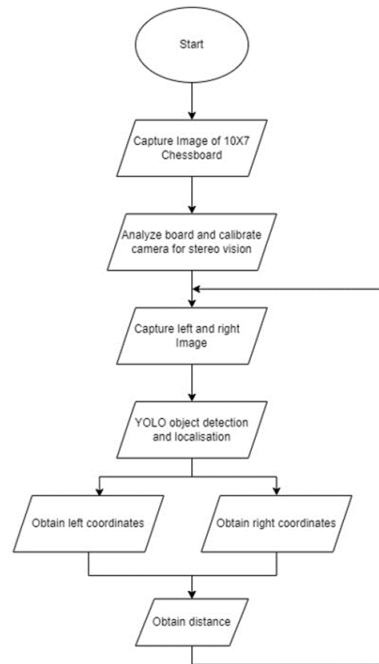 Start
Capture Image of 10X7
Chessboard
Analyze board and calibrate
camera for stereo vision
Capture left and right
Image
YOLO object detection
and localisation
Obtain left coordinates
Obtain right coordinates
Obtain distance